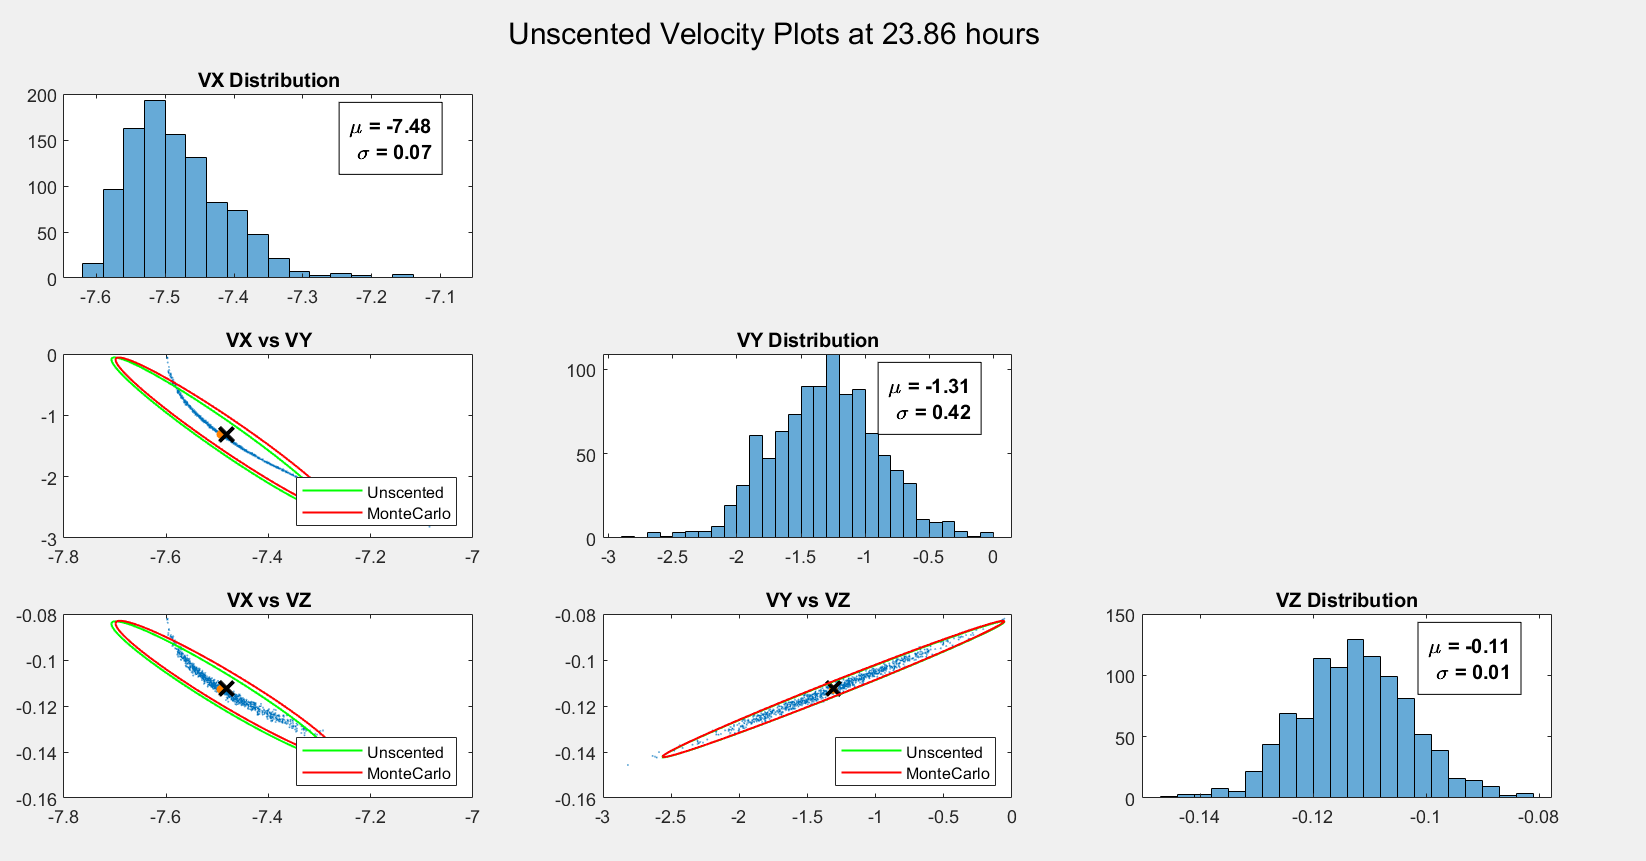 Unscented Velocity Plots at 23.86 hours
VX Distribution
200
150
100
50
0
μ = -7.48
σ = 0.07
-7.6 -7.5 -7.4 -7.3 -7.2 -7.1
VX vs VY
0
-1
-2
-3
Unscented
MonteCarlo
-7.8 -7.6 -7.4 -7.2 -7
VY Distribution
100
50
0
μ = -1.31
σ = 0.42
-3 -2.5 -2 -1.5 -1 -0.5 0
VX vs VZ
-0.08
-0.1
-0.12
-0.14
-0.16
Unscented
MonteCarlo
-7.8 -7.6 -7.4 -7.2 -7
VY vs VZ
-0.08
-0.1
-0.12
-0.14
-0.16
Unscented
MonteCarlo
-3 -2.5 -2 -1.5 -1 -0.5 0
VZ Distribution
150
100
50
0
μ = -0.11
σ = 0.01
-0.14 -0.12 -0.1 -0.08